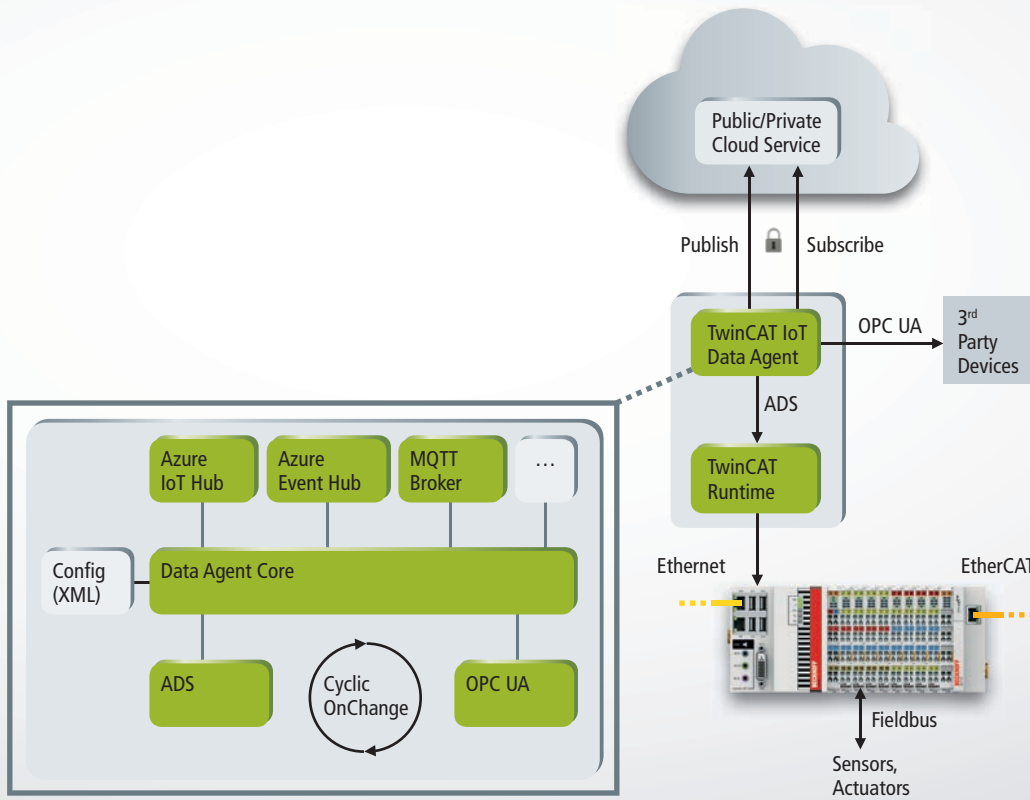 Public/Private
Cloud Service
Publish
Subscribe
TwinCAT IoT
Data Agent
OPC UA
3rd
Party
Devices
ADS
TwinCAT
Runtime
Azure
IoT Hub
Azure
Event Hub
MQTT
Broker
...
Config
(XML)
Data Agent Core
ADS
Cyclic
OnChange
OPC UA
Ethernet
EtherCAT
BECKHOFF
BECKHOFF
Fieldbus
Sensors,
Actuators